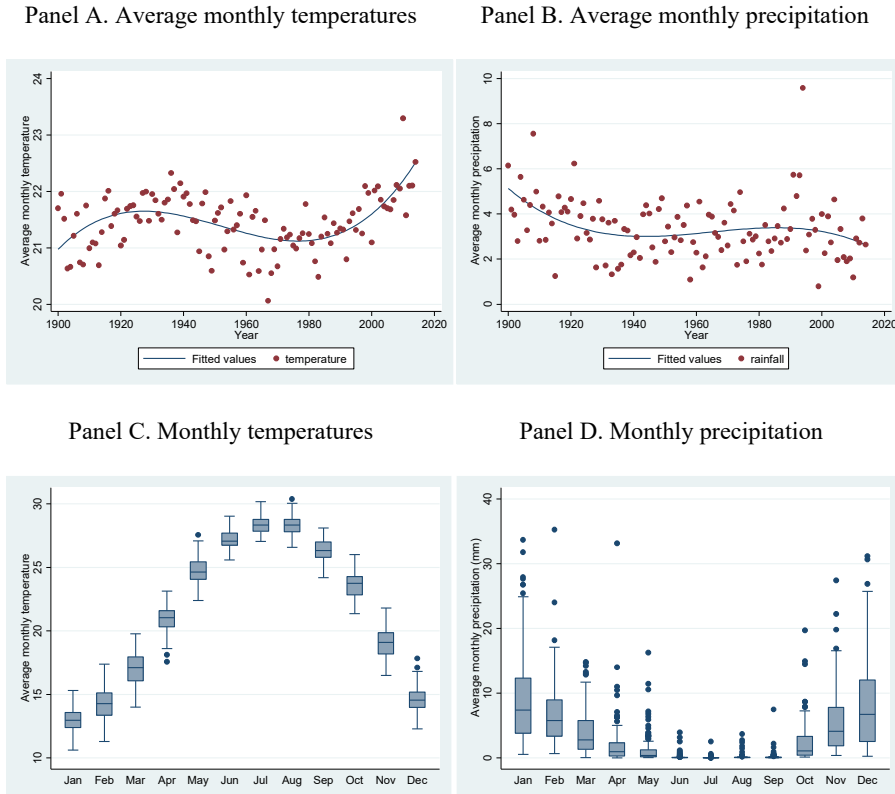 Panel A. Average monthly temperatures
Panel B. Average monthly precipitation
Average monthly temperature
24
23
22
21
20
1900 1920 1940 1960 1980 2000 2020
Year
Fitted values temperature
Average monthly precipitation
10
8
6
4
2
0
1900 1920 1940 1960 1980 2000 2020
Year
Fitted values rainfall
Panel C. Monthly temperatures
Panel D. Monthly precipitation
Average monthly temperature
30
25
20
15
10
Jan Feb Mar Apr May Jun Jul Aug Sep Oct Nov Dec
Average monthly precipitation (mm)
40
30
20
10
0
Jan Feb Mar Apr May Jun Jul Aug Sep Oct Nov Dec